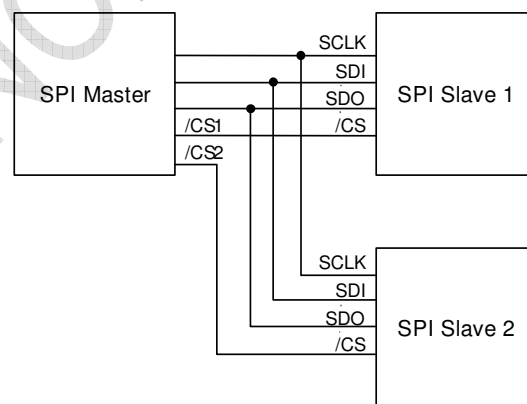 SCLK
SDI
SDO
/CS
SPI Master
SPI Slave 1
/CS1
/CS2
SCLK
SDI
SDO
/CS
SPI Slave 2